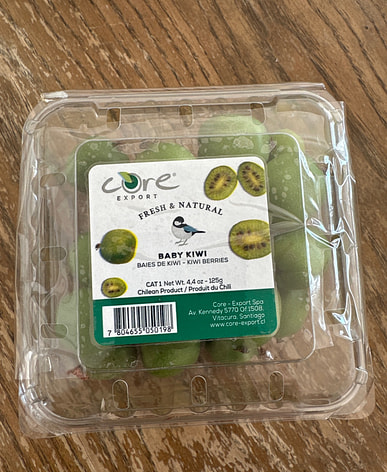 core®
EXPORT
FRESH & NATURAL
BABY KIWI
BAIES DE KIWI - KIWI BERRIES
CAT 1 Net Wt. 4,4 oz - 125g
Chilean Product / Produit du Chili
7 804655 050198
Core - Export Spa
Av. Kennedy 5770 Of.1508,
Vitacura, Santiago
www.core-export.cl